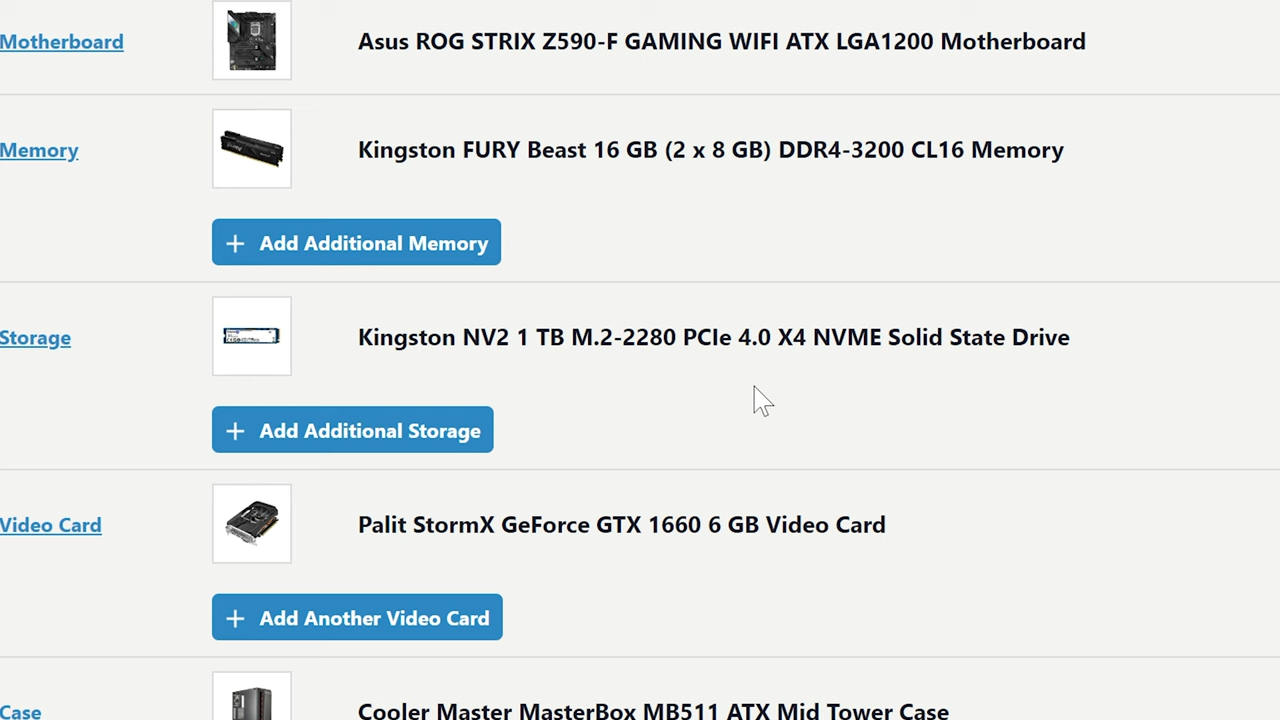 Motherboard
Asus ROG STRIX Z590-F GAMING WIFI ATX LGA1200 Motherboard
Memory
Kingston FURY Beast 16 GB (2 x 8 GB) DDR4-3200 CL16 Memory
+ Add Additional Memory
Storage
Kingston NV2 1 TB M.2-2280 PCIe 4.0 X4 NVME Solid State Drive
+ Add Additional Storage
Video Card
Palit StormX GeForce GTX 1660 6 GB Video Card
+ Add Another Video Card
Case
Cooler Master MasterBox MB511 ATX Mid Tower Case